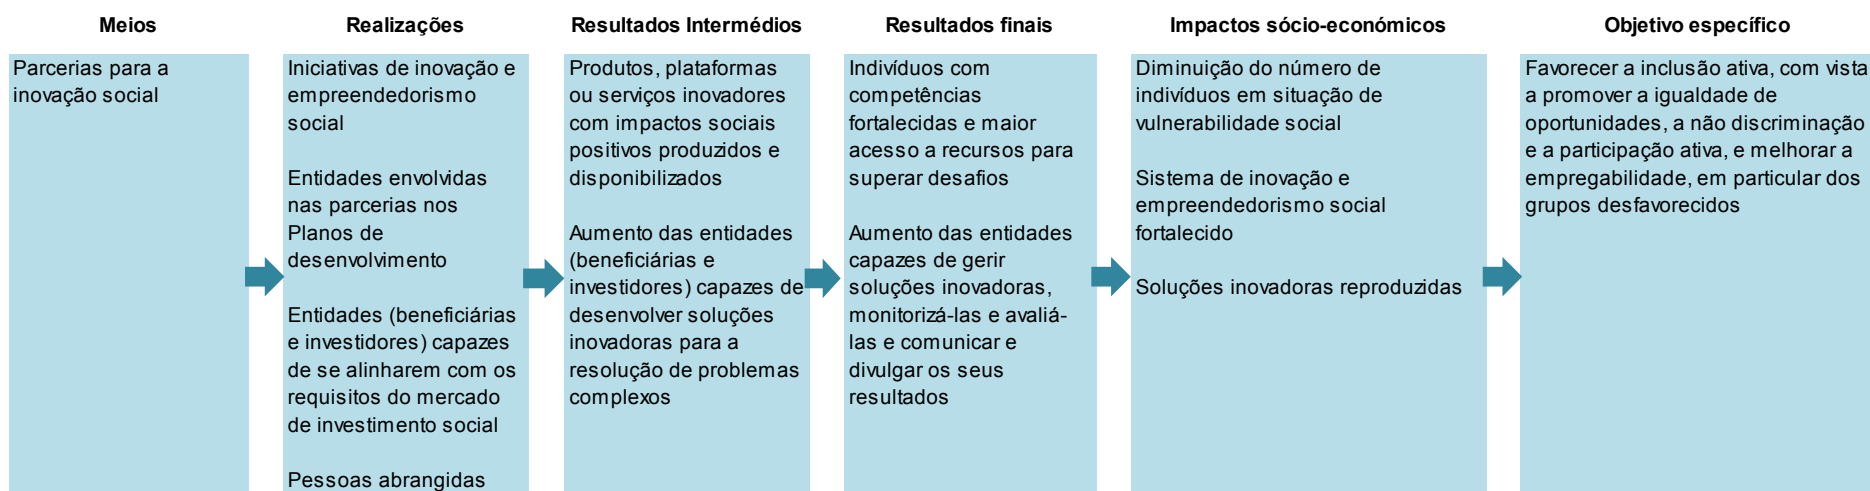 Meios
Realizações
Resultados Intermédios
Resultados finais
Impactos sócio-económicos
Objetivo específico
Parcerias para a
inovação social
Iniciativas de inovação e
empreendedorismo
social
Entidades envolvidas
nas parcerias nos
Planos de
desenvolvimento
Entidades (beneficiárias
e investidores) capazes
de se alinharem com os
requisitos do mercado
de investimento social
Pessoas abrangidas
Produtos, plataformas
ou serviços inovadores
com impactos sociais
positivos produzidos e
disponibilizados
Aumento das entidades
(beneficiárias e
investidores) capazes de
desenvolver soluções
inovadoras para a
resolução de problemas
complexos
Indivíduos com
competências
fortalecidas e maior
acesso a recursos para
superar desafios
Aumento das entidades
capazes de gerir
soluções inovadoras,
monitorizá-las e avaliá-
las e comunicar e
divulgar os seus
resultados
Diminuição do número de
indivíduos em situação de
vulnerabilidade social
Sistema de inovação e
empreendedorismo social
fortalecido
Soluções inovadoras reproduzidas
Favorecer a inclusão ativa, com vista
a promover a igualdade de
oportunidades, a não discriminação
e a participação ativa, e melhorar a
empregabilidade, em particular dos
grupos desfavorecidos